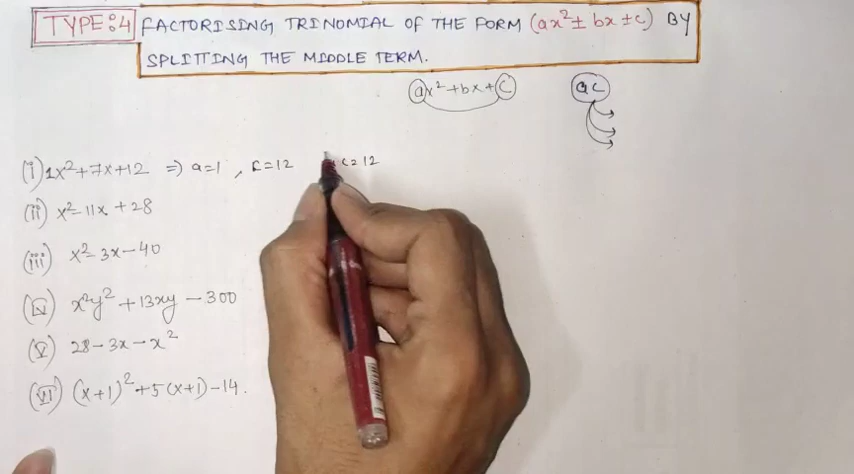 TYPE:4 FACTORISING TRINOMIAL OF THE FORM (ax² ± bx ± c) BY
SPLITTING THE MIDDLE TERM.
ax² + bx + c ac
(i) 1x² + 7x + 12 ⇒ a=1 , c=12 c=12
(ii) x² - 11x + 28
(iii) x² - 3x - 40
(iv) x²y² + 13xy - 300
(v) 28 - 3x - x²
(vi) (x+1)² + 5(x+1) - 14.